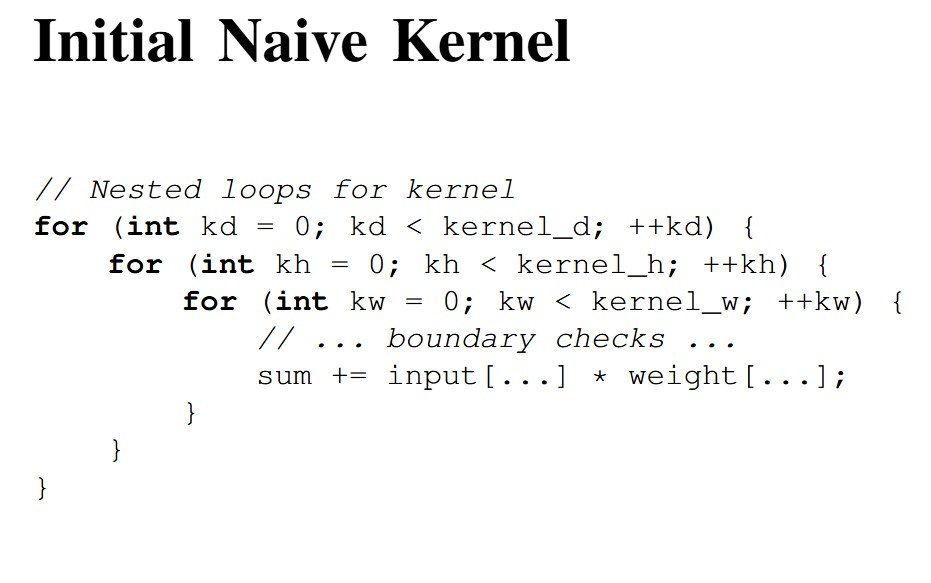 Initial Naive Kernel
// Nested loops for kernel
for (int kd = 0; kd < kernel_d; ++kd) {
    for (int kh = 0; kh < kernel_h; ++kh) {
        for (int kw = 0; kw < kernel_w; ++kw) {
            // ... boundary checks ...
            sum += input[...] * weight[...];
        }
    }
}